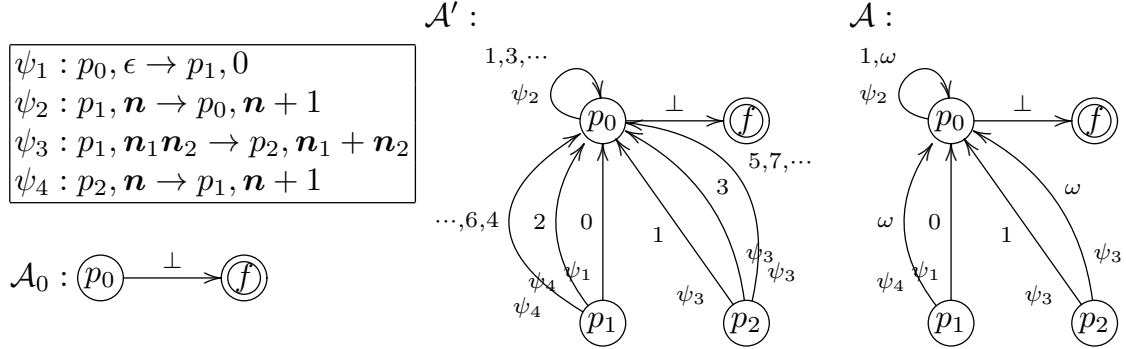 𝒜′ :
𝒜 :
ψ₁ : p₀, ϵ → p₁, 0
ψ₂ : p₁, n → p₀, n + 1
ψ₃ : p₁, n₁n₂ → p₂, n₁ + n₂
ψ₄ : p₂, n → p₁, n + 1
𝒜₀ : p₀ ⊥ f
1,3,···
ψ₂
p₀ ⊥ f
5,7,···
···,6,4
2
0
1
3
ψ₄
ψ₄
ψ₁
ψ₃
ψ₃
ψ₃
p₁
p₂
1,ω
ψ₂
p₀ ⊥ f
ω
0
1
ω
ψ₄
ψ₁
ψ₃
ψ₃
p₁
p₂